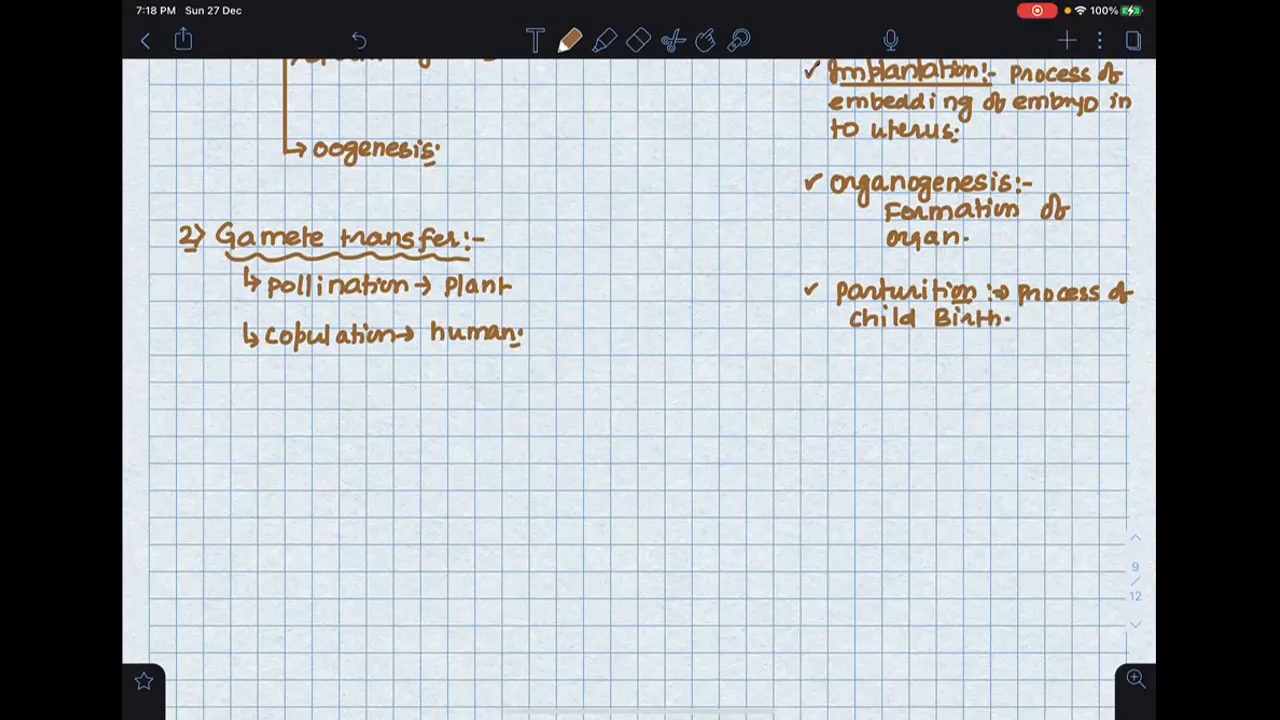 7:18 PM Sun 27 Dec
100%
oogenesis.
2) Gamete transfer:-
↳ pollination → plant
↳ Copulation → human.
✓ Implantation:- process of
embedding of embryo in
to uterus.
✓ organogenesis:-
Formation of
organ.
✓ parturition :→ process of
child Birth.
9
/
12